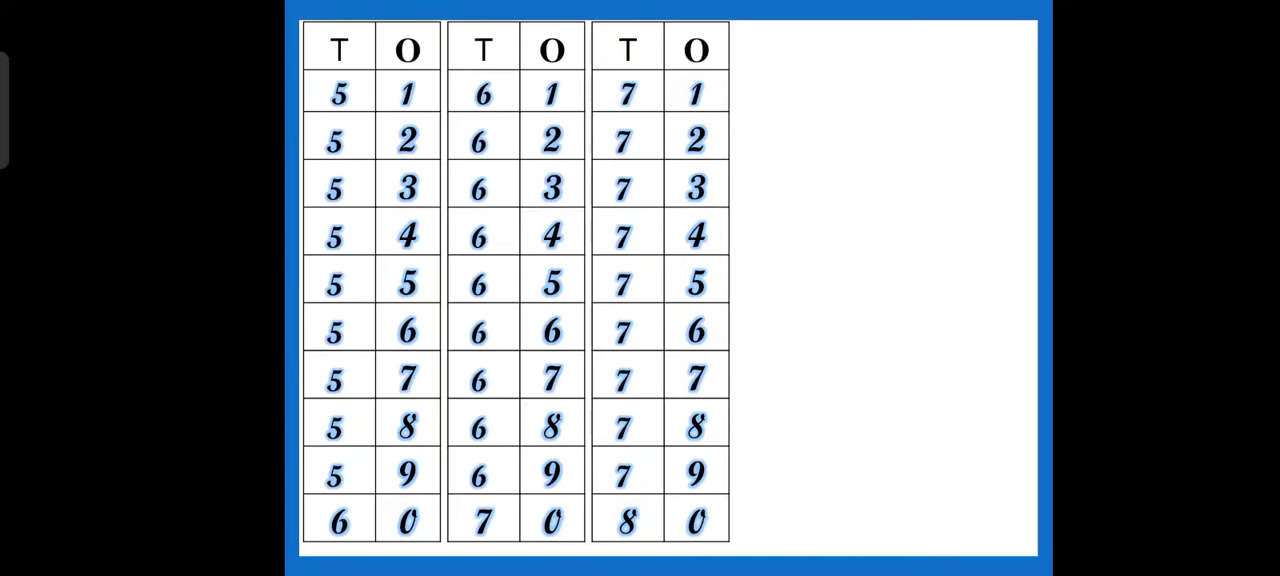 T O T O T O
5 1 6 1 7 1
5 2 6 2 7 2
5 3 6 3 7 3
5 4 6 4 7 4
5 5 6 5 7 5
5 6 6 6 7 6
5 7 6 7 7 7
5 8 6 8 7 8
5 9 6 9 7 9
6 0 7 0 8 0